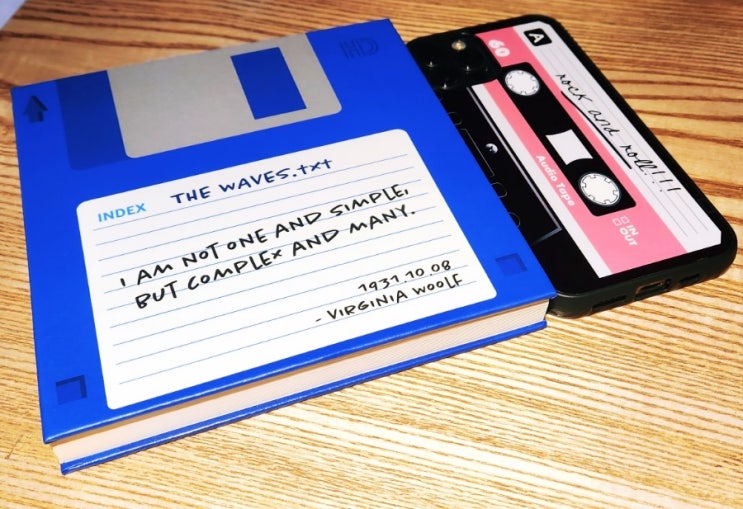 HD
INDEX THE WAVES.txt
I AM NOT ONE AND SIMPLE,
BUT COMPLEX AND MANY.
1931.10.08
- VIRGINIA WOOLF
60
A
rock and roll!!!
Audio Tape
IN
OUT